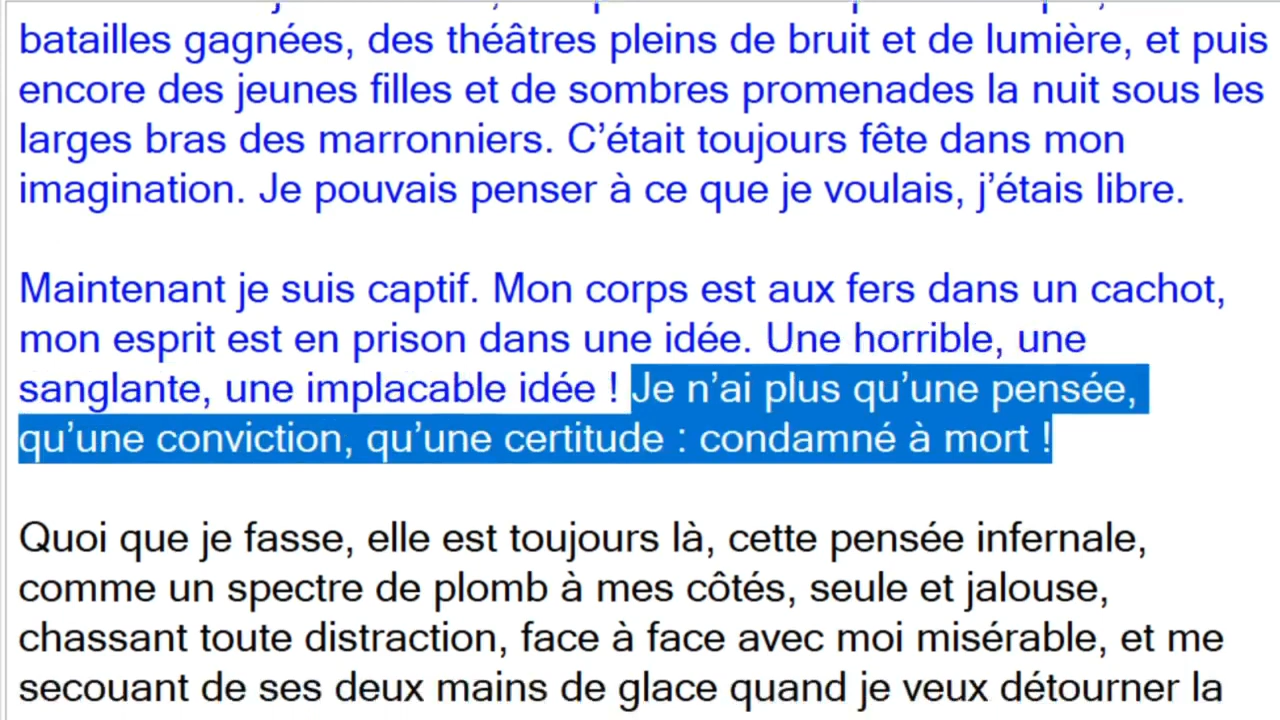 batailles gagnées, des théâtres pleins de bruit et de lumière, et puis
encore des jeunes filles et de sombres promenades la nuit sous les
larges bras des marronniers. C’était toujours fête dans mon
imagination. Je pouvais penser à ce que je voulais, j’étais libre.
Maintenant je suis captif. Mon corps est aux fers dans un cachot,
mon esprit est en prison dans une idée. Une horrible, une
sanglante, une implacable idée ! Je n’ai plus qu’une pensée,
qu’une conviction, qu’une certitude : condamné à mort !
Quoi que je fasse, elle est toujours là, cette pensée infernale,
comme un spectre de plomb à mes côtés, seule et jalouse,
chassant toute distraction, face à face avec moi misérable, et me
secouant de ses deux mains de glace quand je veux détourner la